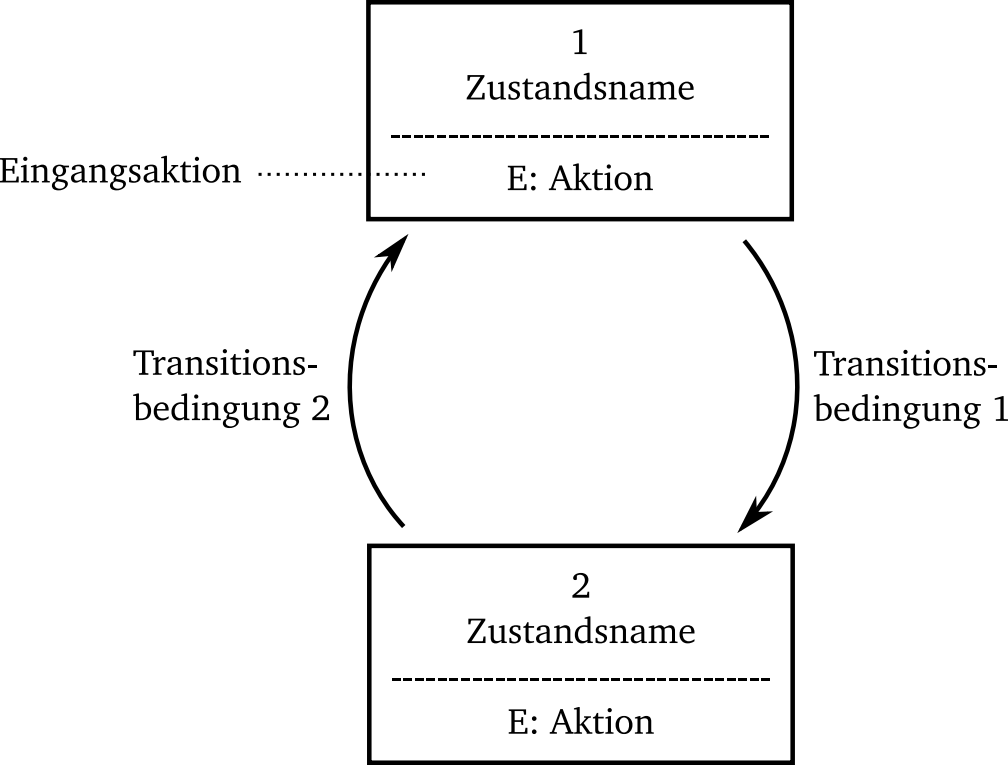 1
Zustandsname
Eingangsaktion
E: Aktion
Transitions-
bedingung 2
Transitions-
bedingung 1
2
Zustandsname
E: Aktion